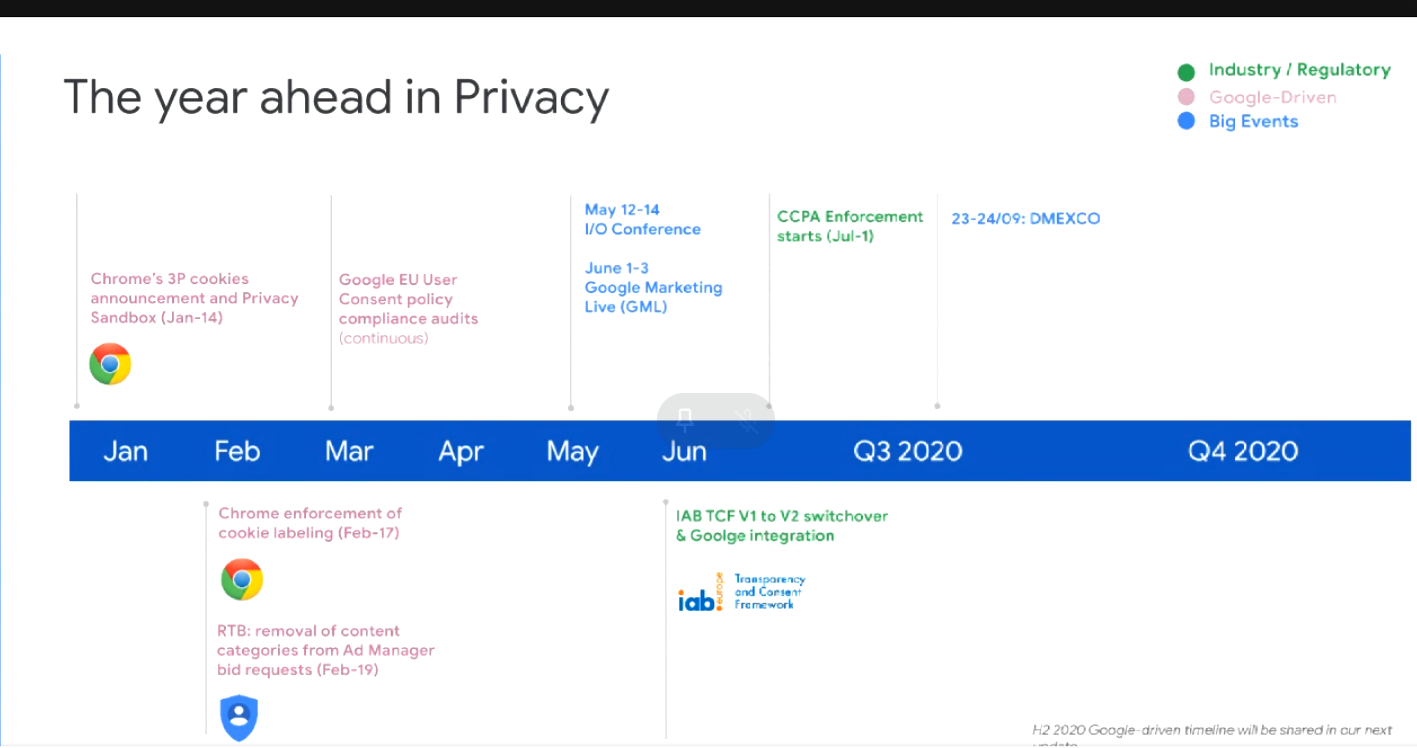 The year ahead in Privacy
Industry / Regulatory
Google-Driven
Big Events
Chrome's 3P cookies
announcement and Privacy
Sandbox (Jan-14)
Google EU User
Consent policy
compliance audits
(continuous)
May 12-14
I/O Conference
June 1-3
Google Marketing
Live (GML)
CCPA Enforcement
starts (Jul-1)
23-24/09: DMEXCO
Jan
Feb
Mar
Apr
May
Jun
Q3 2020
Q4 2020
Chrome enforcement of
cookie labeling (Feb-17)
RTB: removal of content
categories from Ad Manager
bid requests (Feb-19)
IAB TCF V1 to V2 switchover
& Goolge integration
iab europe
Transparency
and Consent
Framework
H2 2020 Google-driven timeline will be shared in our next